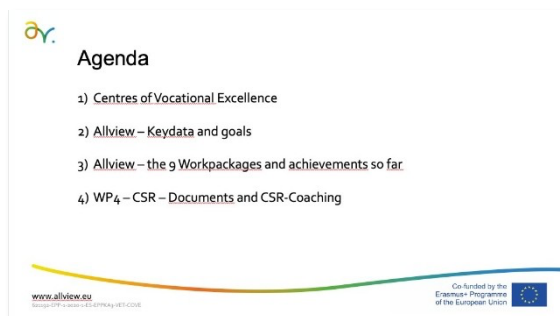 av.
Agenda
1) Centres of Vocational Excellence
2) Allview – Keydata and goals
3) Allview – the 9 Workpackages and achievements so far
4) WP4 – CSR – Documents and CSR-Coaching
www.allview.eu
Co-funded by the
Erasmus+ Programme
of the European Union